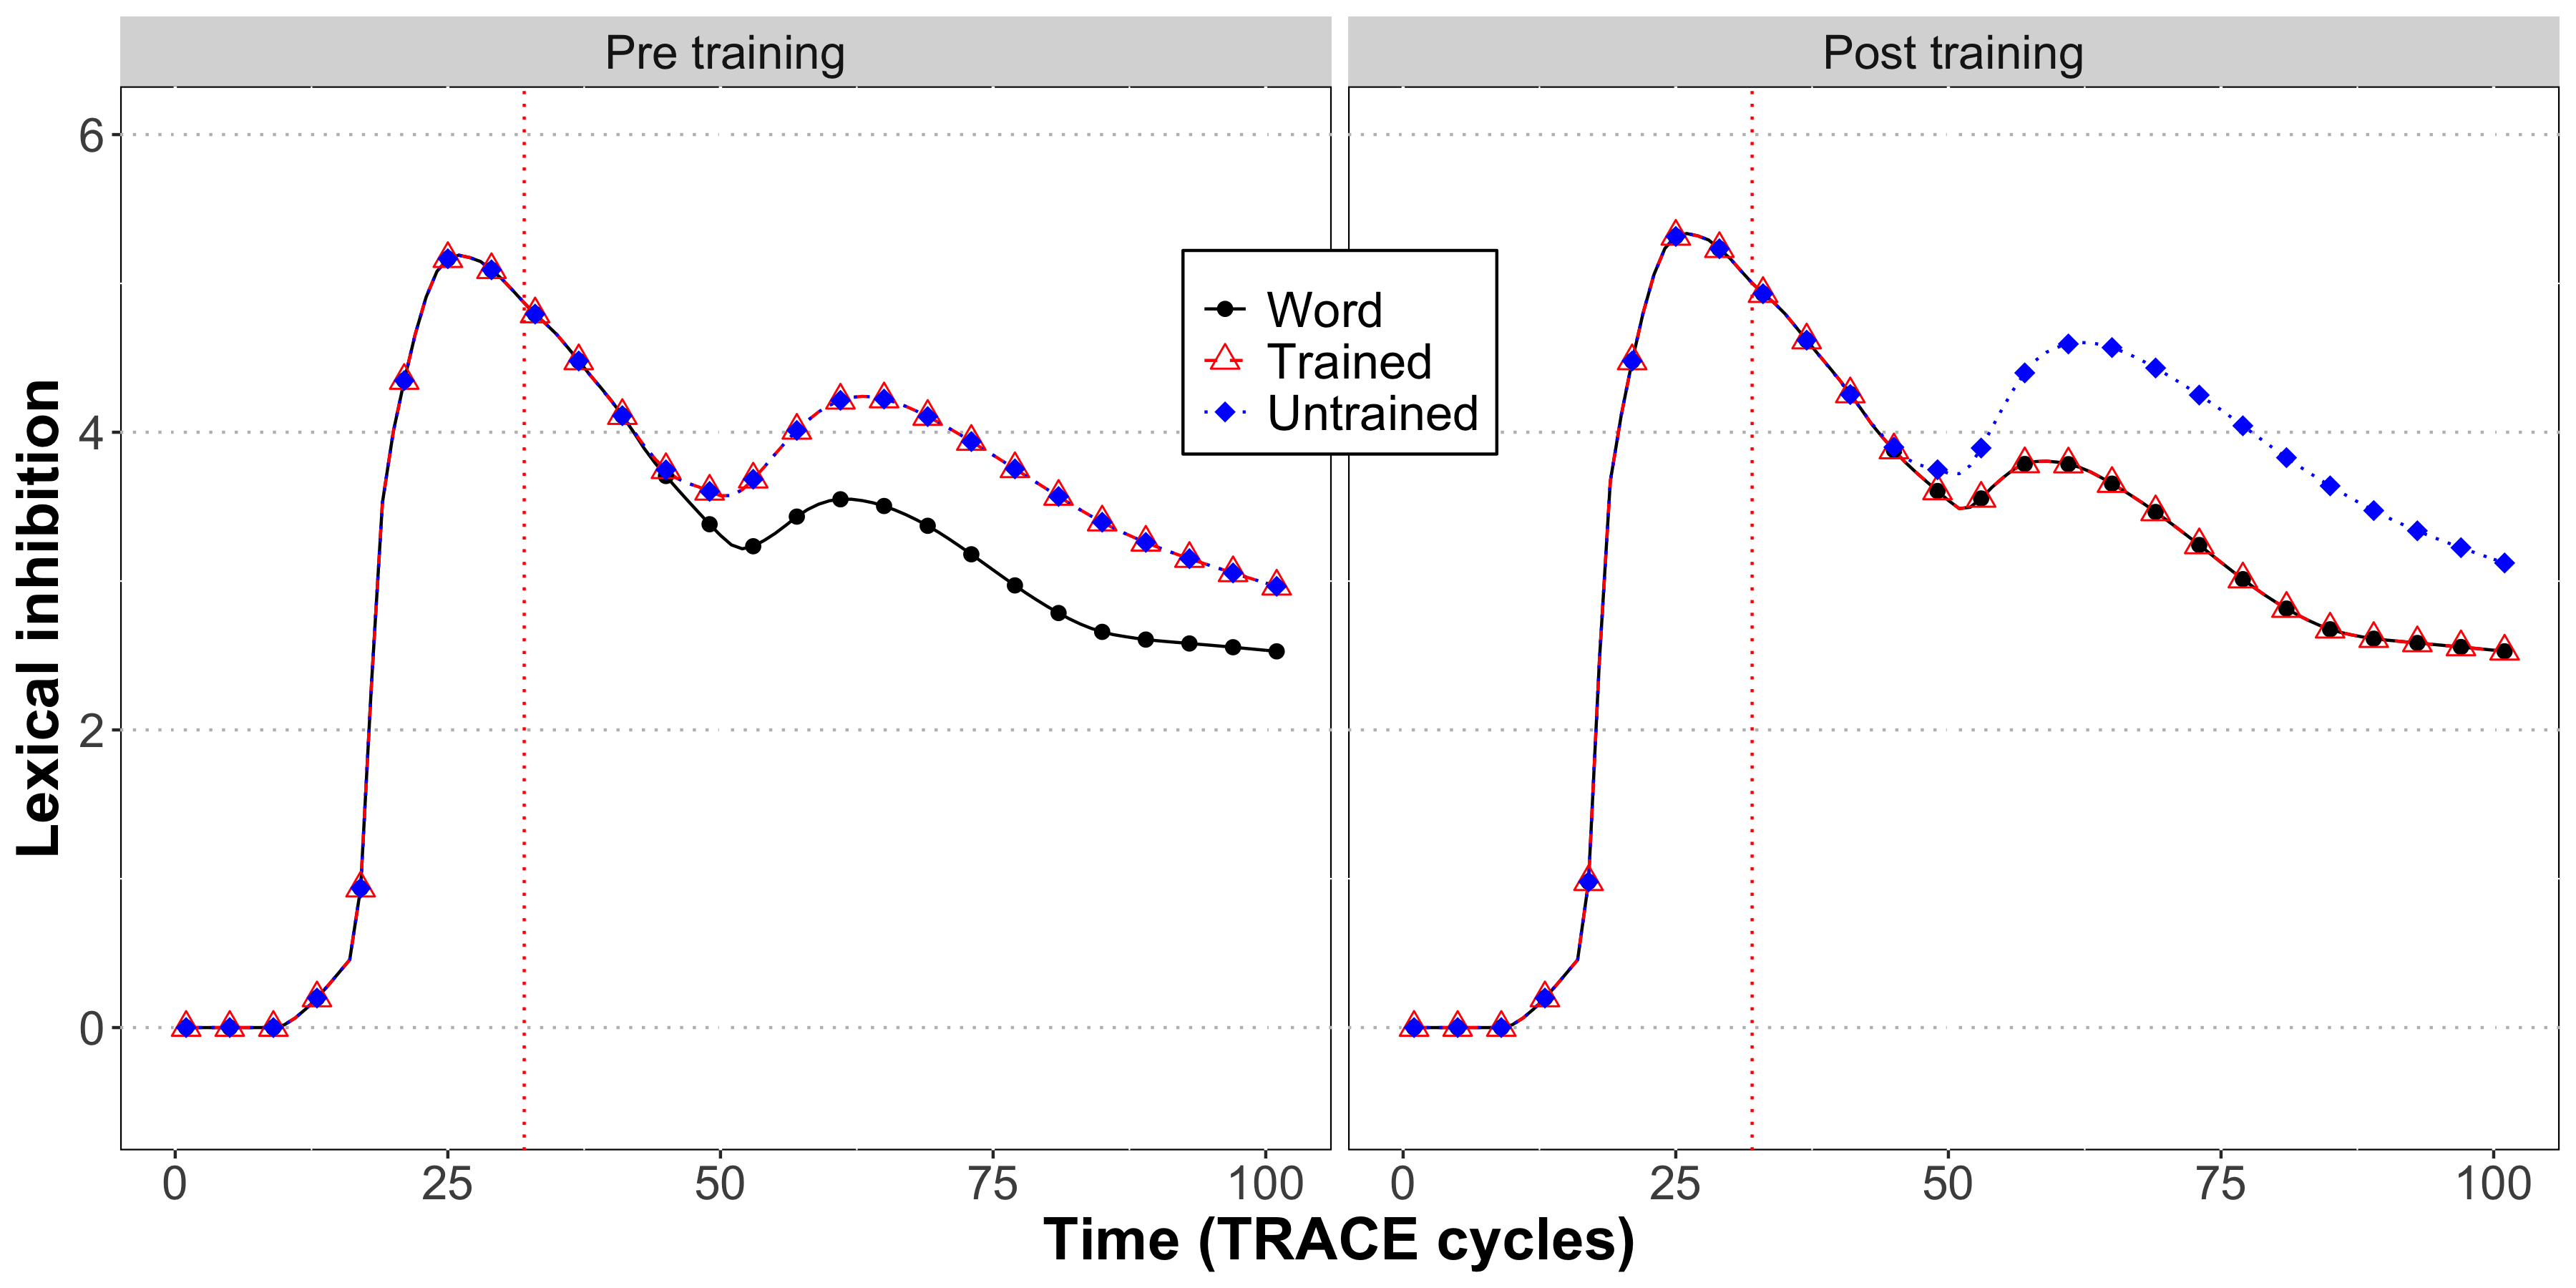 Pre training
Post training
Lexical inhibition
6
4
2
0
Word
Trained
Untrained
0 25 50 75 100
0 25 50 75 100
Time (TRACE cycles)